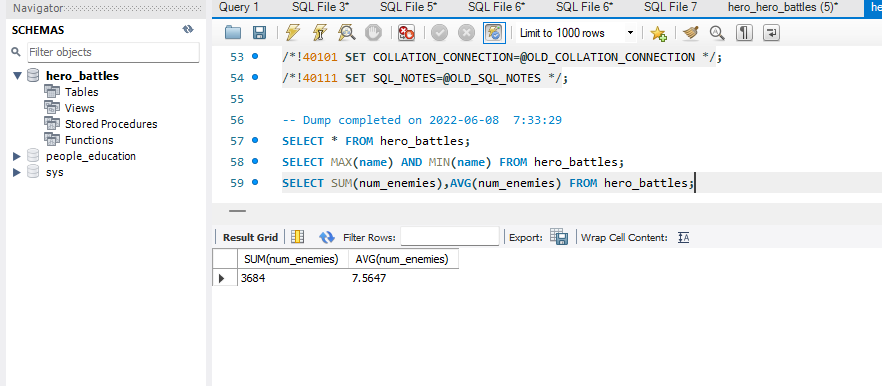 Navigator
Query 1 SQL File 3* SQL File 5* SQL File 6* SQL File 6* SQL File 7 hero_hero_battles (5)* he
SCHEMAS
Limit to 1000 rows
Filter objects
53 /*!40101 SET COLLATION_CONNECTION=@OLD_COLLATION_CONNECTION */;
hero_battles
54 /*!40111 SET SQL_NOTES=@OLD_SQL_NOTES */;
Tables
55
Views
56 -- Dump completed on 2022-06-08  7:33:29
Stored Procedures
57 SELECT * FROM hero_battles;
Functions
58 SELECT MAX(name) AND MIN(name) FROM hero_battles;
people_education
59 SELECT SUM(num_enemies),AVG(num_enemies) FROM hero_battles;
sys
Result Grid Filter Rows: Export: Wrap Cell Content:
SUM(num_enemies) AVG(num_enemies)
3684 7.5647